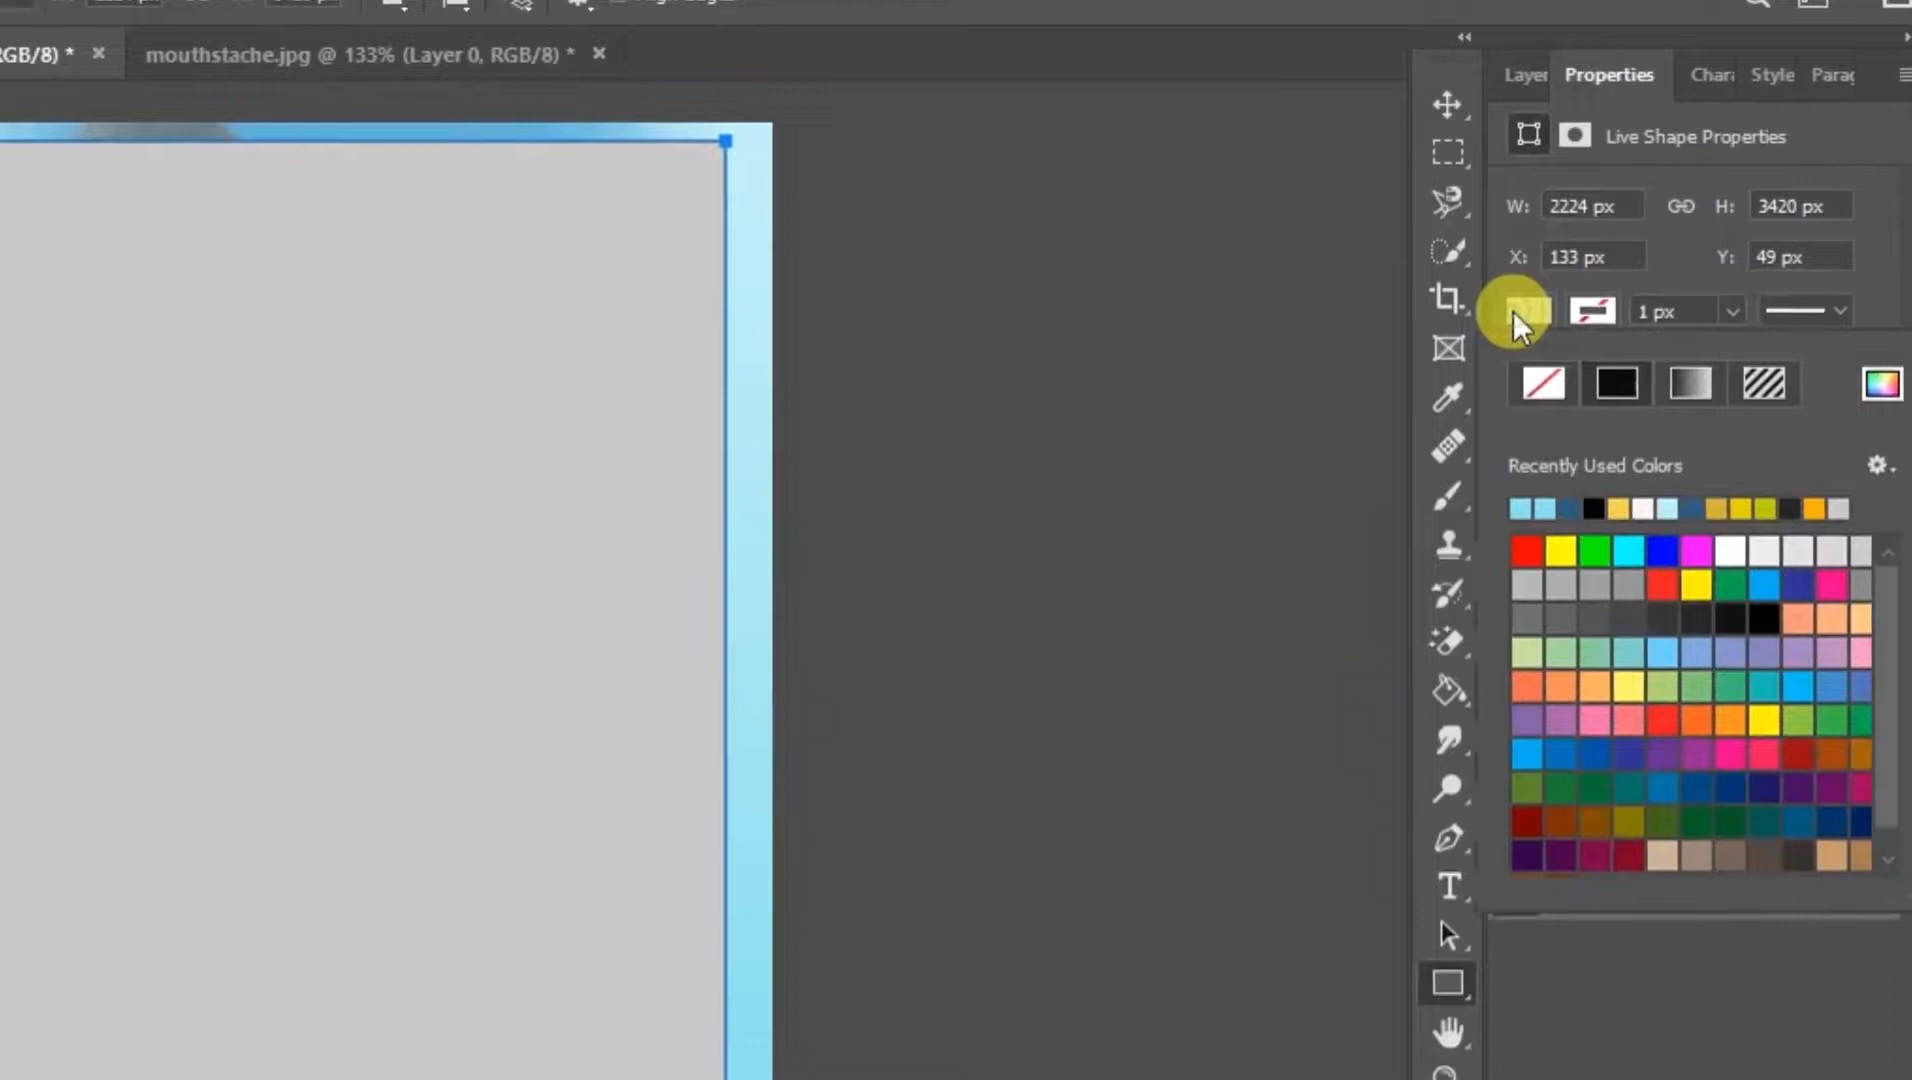 RGB/8) * × mouthstache.jpg @ 133% (Layer 0, RGB/8) * ×
Layer Properties Chara Style Parag
Live Shape Properties
W: 2224 px H: 3420 px
X: 133 px Y: 49 px
1 px
Recently Used Colors
T